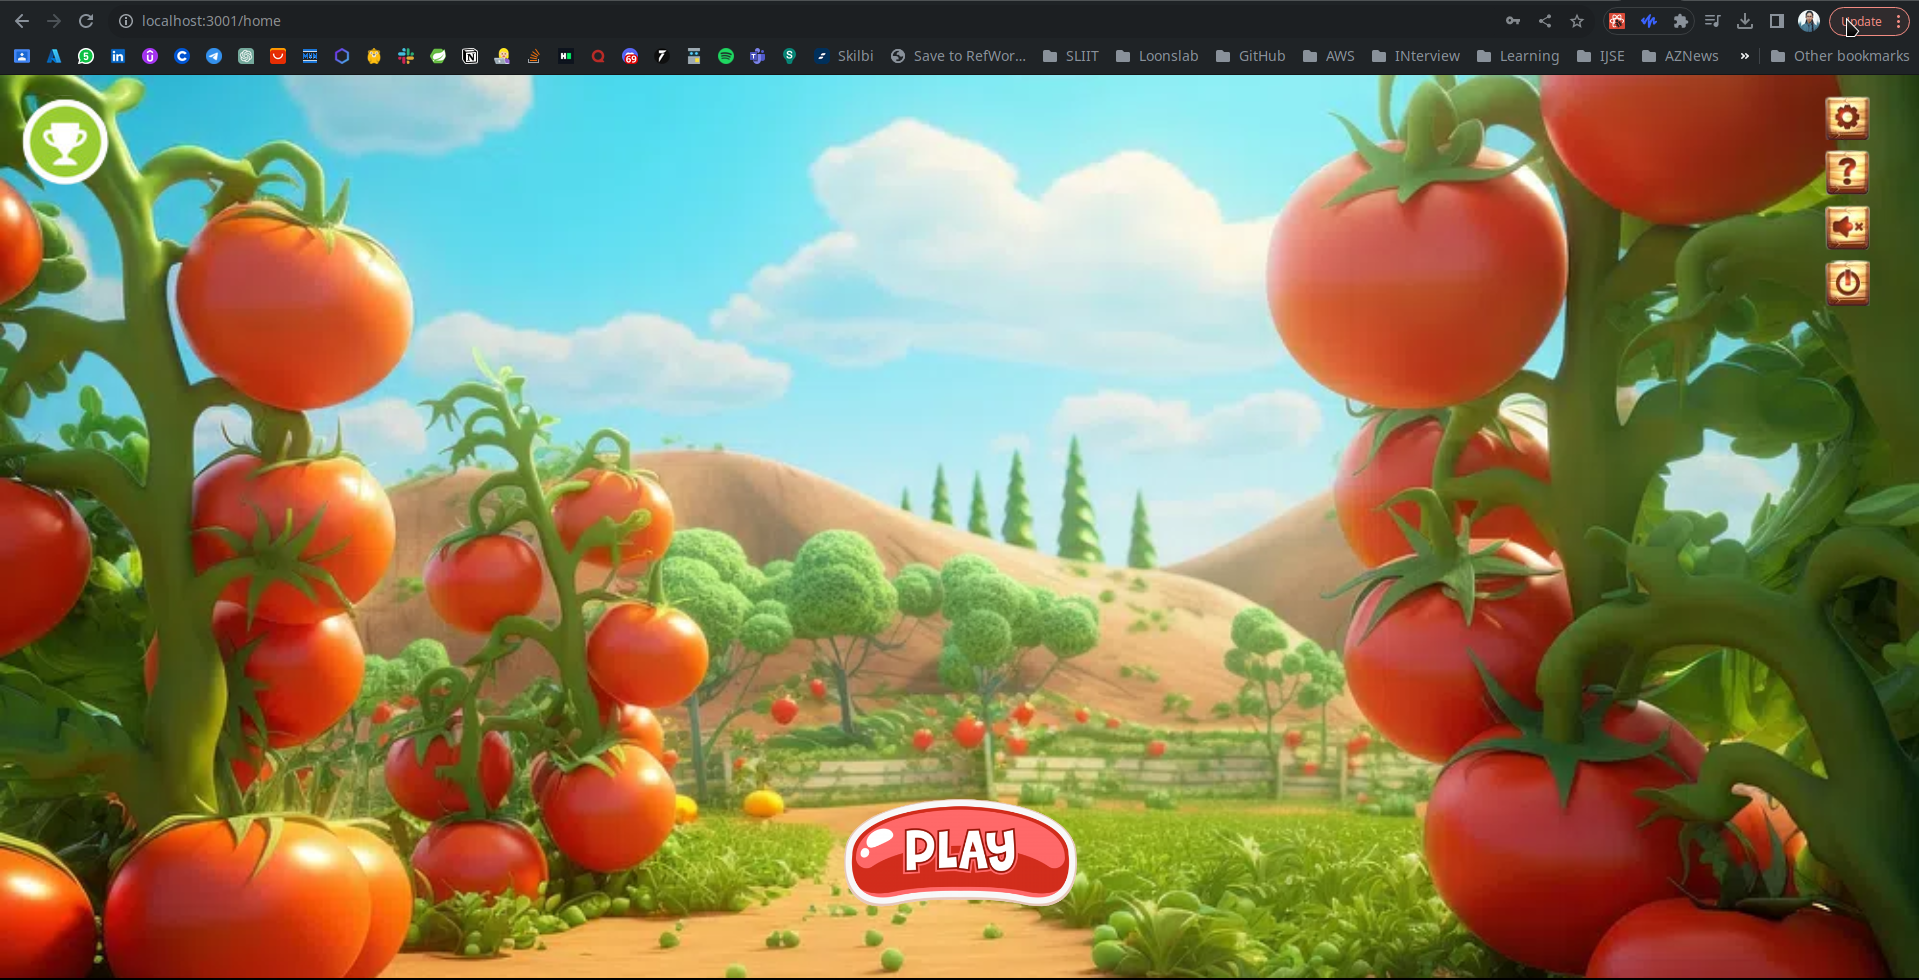 localhost:3001/home
Update
Skilbi
Save to RefWor...
SLIIT
Loonslab
GitHub
AWS
INterview
Learning
IJSE
AZNews
»
Other bookmarks
PLAY